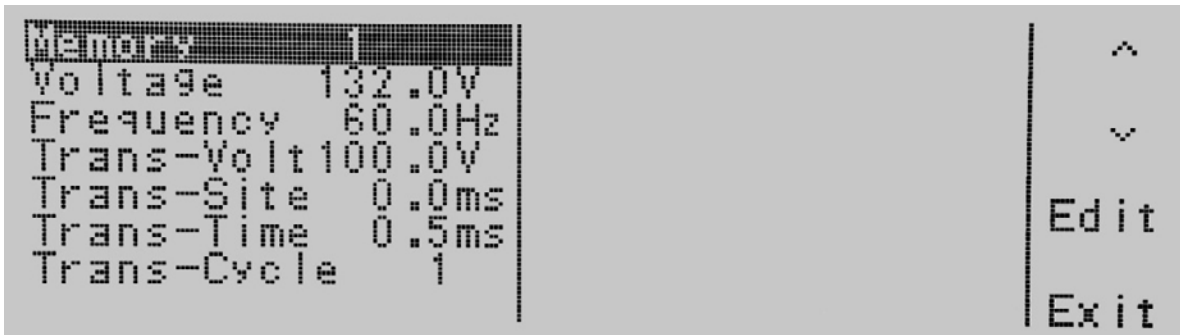 Memory 1
Voltage 132.0V
Frequency 60.0Hz
Trans-Volt100.0V
Trans-Site 0.0ms
Trans-Time 0.5ms
Trans-Cycle 1
^
v
Edit
Exit